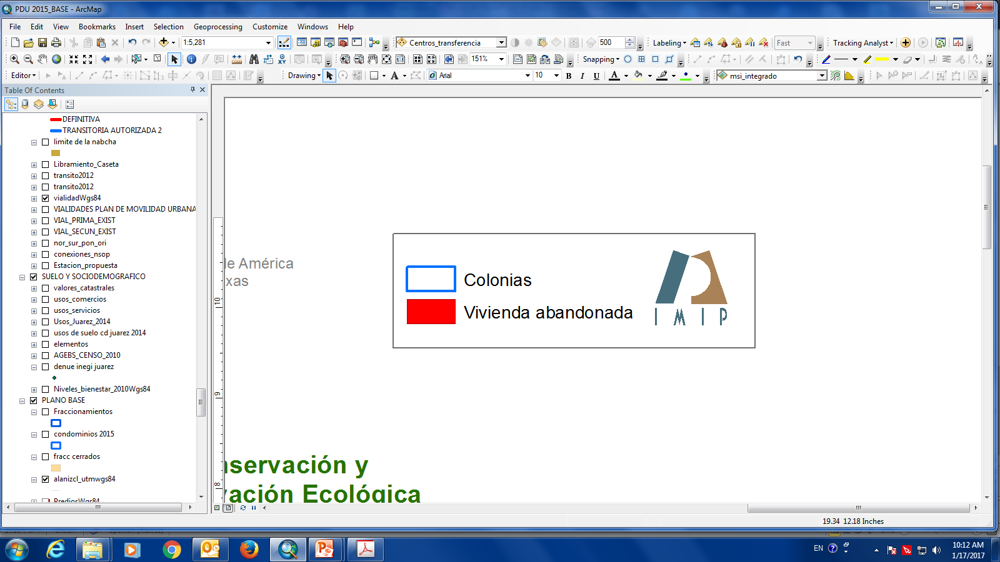 PDU 2015_BASE - ArcMap
File Edit View Bookmarks Insert Selection Geoprocessing Customize Windows Help
1:5,281 Centros_transferencia 500 Labeling Fast Tracking Analyst
151% Snapping
Editor Drawing Arial 10 B I U A msi_integrado
Table Of Contents
DEFINITIVA
TRANSITORIA AUTORIZADA 2
limite de la nabcha
Libramiento_Caseta
transito2012
transito2012
vialidadWgs84
VIALIDADES PLAN DE MOVILIDAD URBANA
VIAL_PRIMA_EXIST
VIAL_SECUN_EXIST
nor_sur_pon_ori
conexiones_nsop
Estacion_propuesta
SUELO Y SOCIODEMOGRAFICO
valores_catastrales
usos_comercios
usos_servicios
Usos_Juarez_2014
usos de suelo cd juarez 2014
elementos
AGEBS_CENSO_2010
denue inegi juarez
Niveles_bienestar_2010Wgs84
PLANO BASE
Fraccionamientos
condominios 2015
fracc cerrados
alanizcl_utmwgs84
PrediosWgs84
10
9
8
de América
xas
Colonias
Vivienda abandonada
IMIP
nservación y
vación Ecológica
19.34 12.18 Inches
EN
10:12 AM
1/17/2017